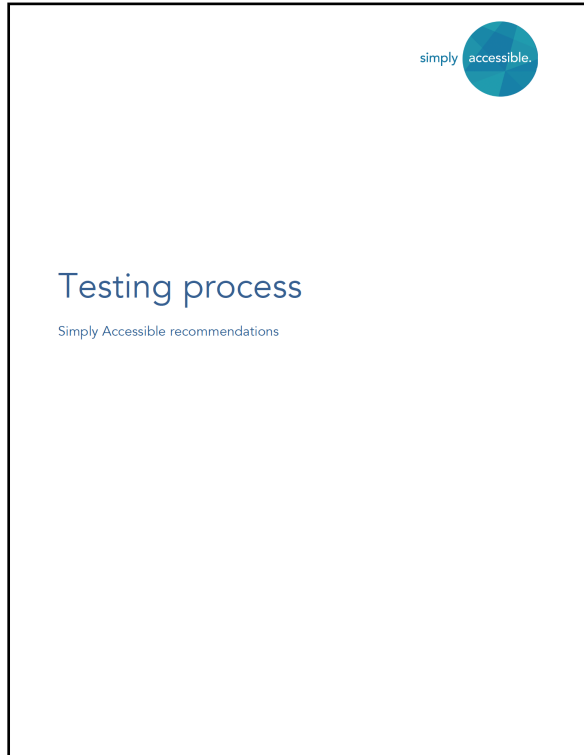 simply accessible.
Testing process
Simply Accessible recommendations